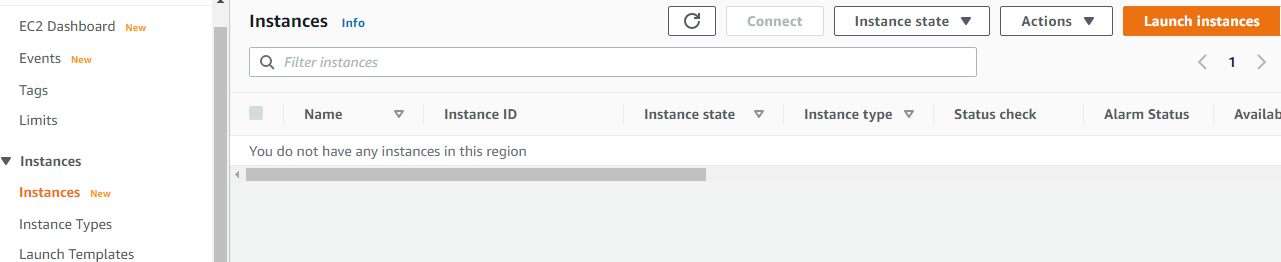 EC2 Dashboard New
Events New
Tags
Limits
Instances
Instances New
Instance Types
Launch Templates
Instances Info Connect Instance state Actions Launch instances
Filter instances 1
Name Instance ID Instance state Instance type Status check Alarm Status Availab
You do not have any instances in this region